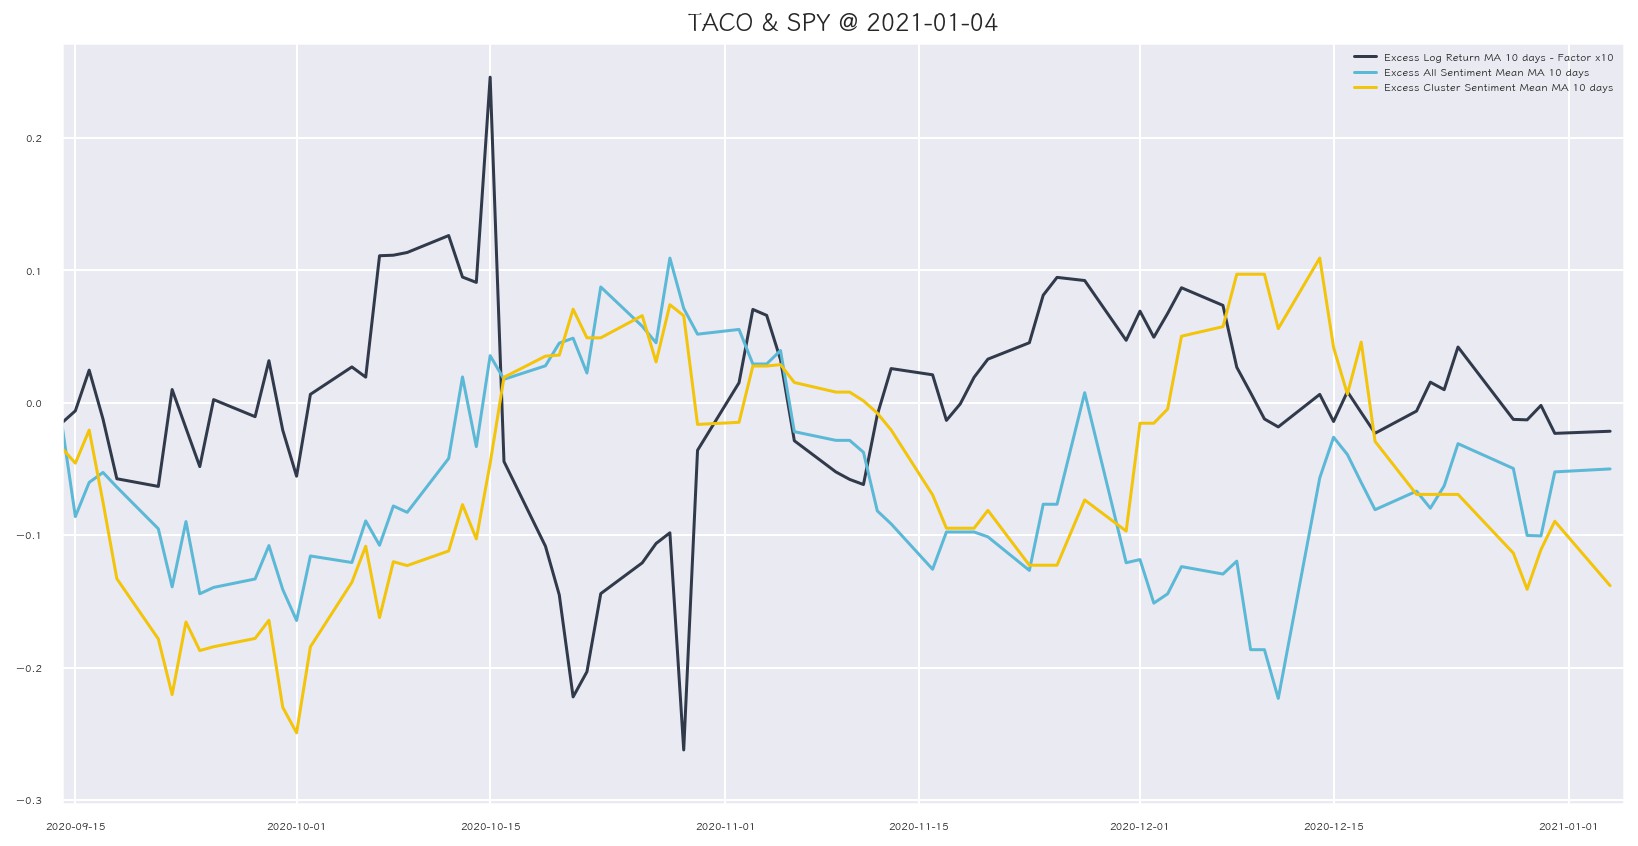 TACO & SPY @ 2021-01-04
Excess Log Return MA 10 days - Factor x10
Excess All Sentiment Mean MA 10 days
Excess Cluster Sentiment Mean MA 10 days
0.2
0.1
0.0
−0.1
−0.2
−0.3
2020-09-15 2020-10-01 2020-10-15 2020-11-01 2020-11-15 2020-12-01 2020-12-15 2021-01-01